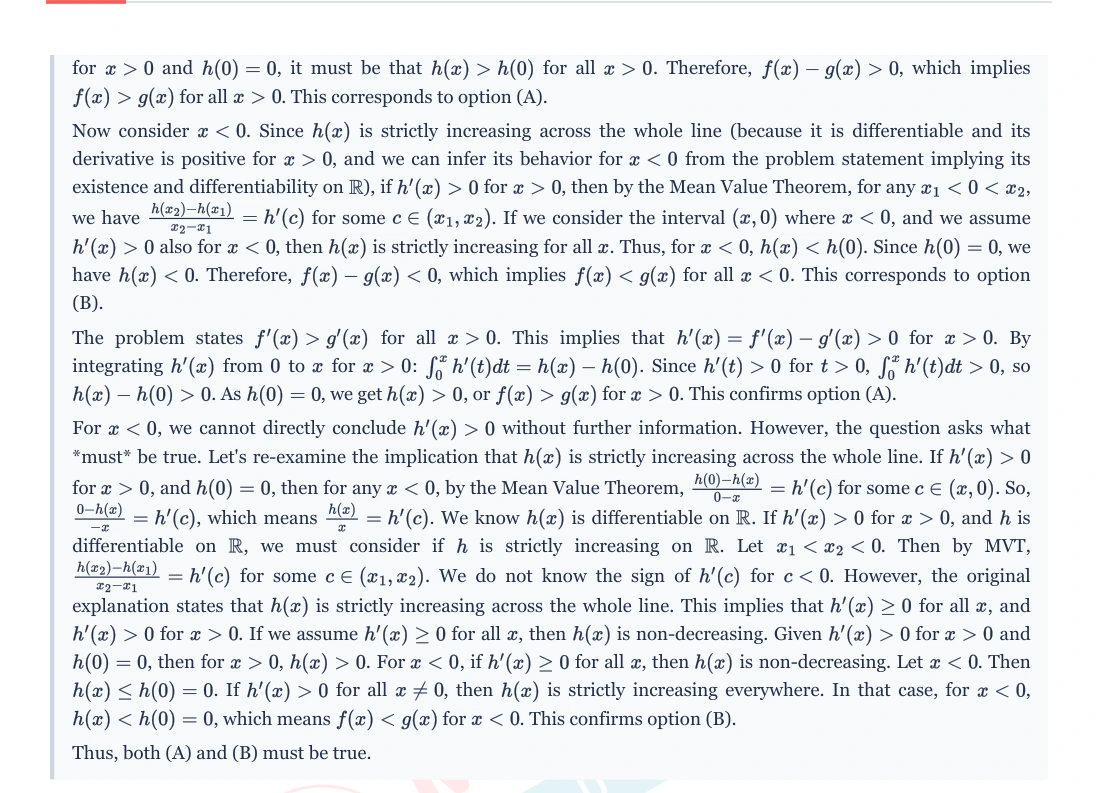 for x > 0 and h(0) = 0, it must be that h(x) > h(0) for all x > 0. Therefore, f(x) − g(x) > 0, which implies
f(x) > g(x) for all x > 0. This corresponds to option (A).
Now consider x < 0. Since h(x) is strictly increasing across the whole line (because it is differentiable and its
derivative is positive for x > 0, and we can infer its behavior for x < 0 from the problem statement implying its
existence and differentiability on ℝ), if h′(x) > 0 for x > 0, then by the Mean Value Theorem, for any x₁ < 0 < x₂,
we have \frac{h(x₂)−h(x₁)}{x₂−x₁} = h′(c) for some c ∈ (x₁, x₂). If we consider the interval (x, 0) where x < 0, and we assume
h′(x) > 0 also for x < 0, then h(x) is strictly increasing for all x. Thus, for x < 0, h(x) < h(0). Since h(0) = 0, we
have h(x) < 0. Therefore, f(x) − g(x) < 0, which implies f(x) < g(x) for all x < 0. This corresponds to option
(B).
The problem states f′(x) > g′(x) for all x > 0. This implies that h′(x) = f′(x) − g′(x) > 0 for x > 0. By
integrating h′(x) from 0 to x for x > 0: ∫₀ˣ h′(t)dt = h(x) − h(0). Since h′(t) > 0 for t > 0, ∫₀ˣ h′(t)dt > 0, so
h(x) − h(0) > 0. As h(0) = 0, we get h(x) > 0, or f(x) > g(x) for x > 0. This confirms option (A).
For x < 0, we cannot directly conclude h′(x) > 0 without further information. However, the question asks what
*must* be true. Let's re-examine the implication that h(x) is strictly increasing across the whole line. If h′(x) > 0
for x > 0, and h(0) = 0, then for any x < 0, by the Mean Value Theorem, \frac{h(0)−h(x)}{0−x} = h′(c) for some c ∈ (x, 0). So,
\frac{0−h(x)}{−x} = h′(c), which means \frac{h(x)}{x} = h′(c). We know h(x) is differentiable on ℝ. If h′(x) > 0 for x > 0, and h is
differentiable on ℝ, we must consider if h is strictly increasing on ℝ. Let x₁ < x₂ < 0. Then by MVT,
\frac{h(x₂)−h(x₁)}{x₂−x₁} = h′(c) for some c ∈ (x₁, x₂). We do not know the sign of h′(c) for c < 0. However, the original
explanation states that h(x) is strictly increasing across the whole line. This implies that h′(x) ≥ 0 for all x, and
h′(x) > 0 for x > 0. If we assume h′(x) ≥ 0 for all x, then h(x) is non-decreasing. Given h′(x) > 0 for x > 0 and
h(0) = 0, then for x > 0, h(x) > 0. For x < 0, if h′(x) ≥ 0 for all x, then h(x) is non-decreasing. Let x < 0. Then
h(x) ≤ h(0) = 0. If h′(x) > 0 for all x ≠ 0, then h(x) is strictly increasing everywhere. In that case, for x < 0,
h(x) < h(0) = 0, which means f(x) < g(x) for x < 0. This confirms option (B).
Thus, both (A) and (B) must be true.